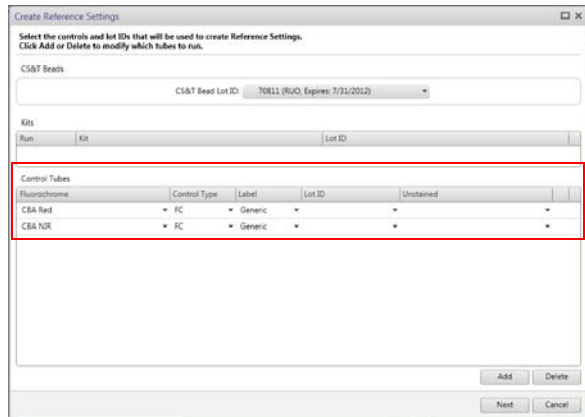 Create Reference Settings
Select the controls and lot IDs that will be used to create Reference Settings.
Click Add or Delete to modify which tubes to run.
CS&T Beads
CS&T Bead Lot ID: 70811 (RUO, Expires: 7/31/2012)
Kits
Run Kit Lot ID
Control Tubes
Fluorochrome Control Type Label Lot ID Unstained
CBA Red FC Generic
CBA NIR FC Generic
Add Delete
Next Cancel